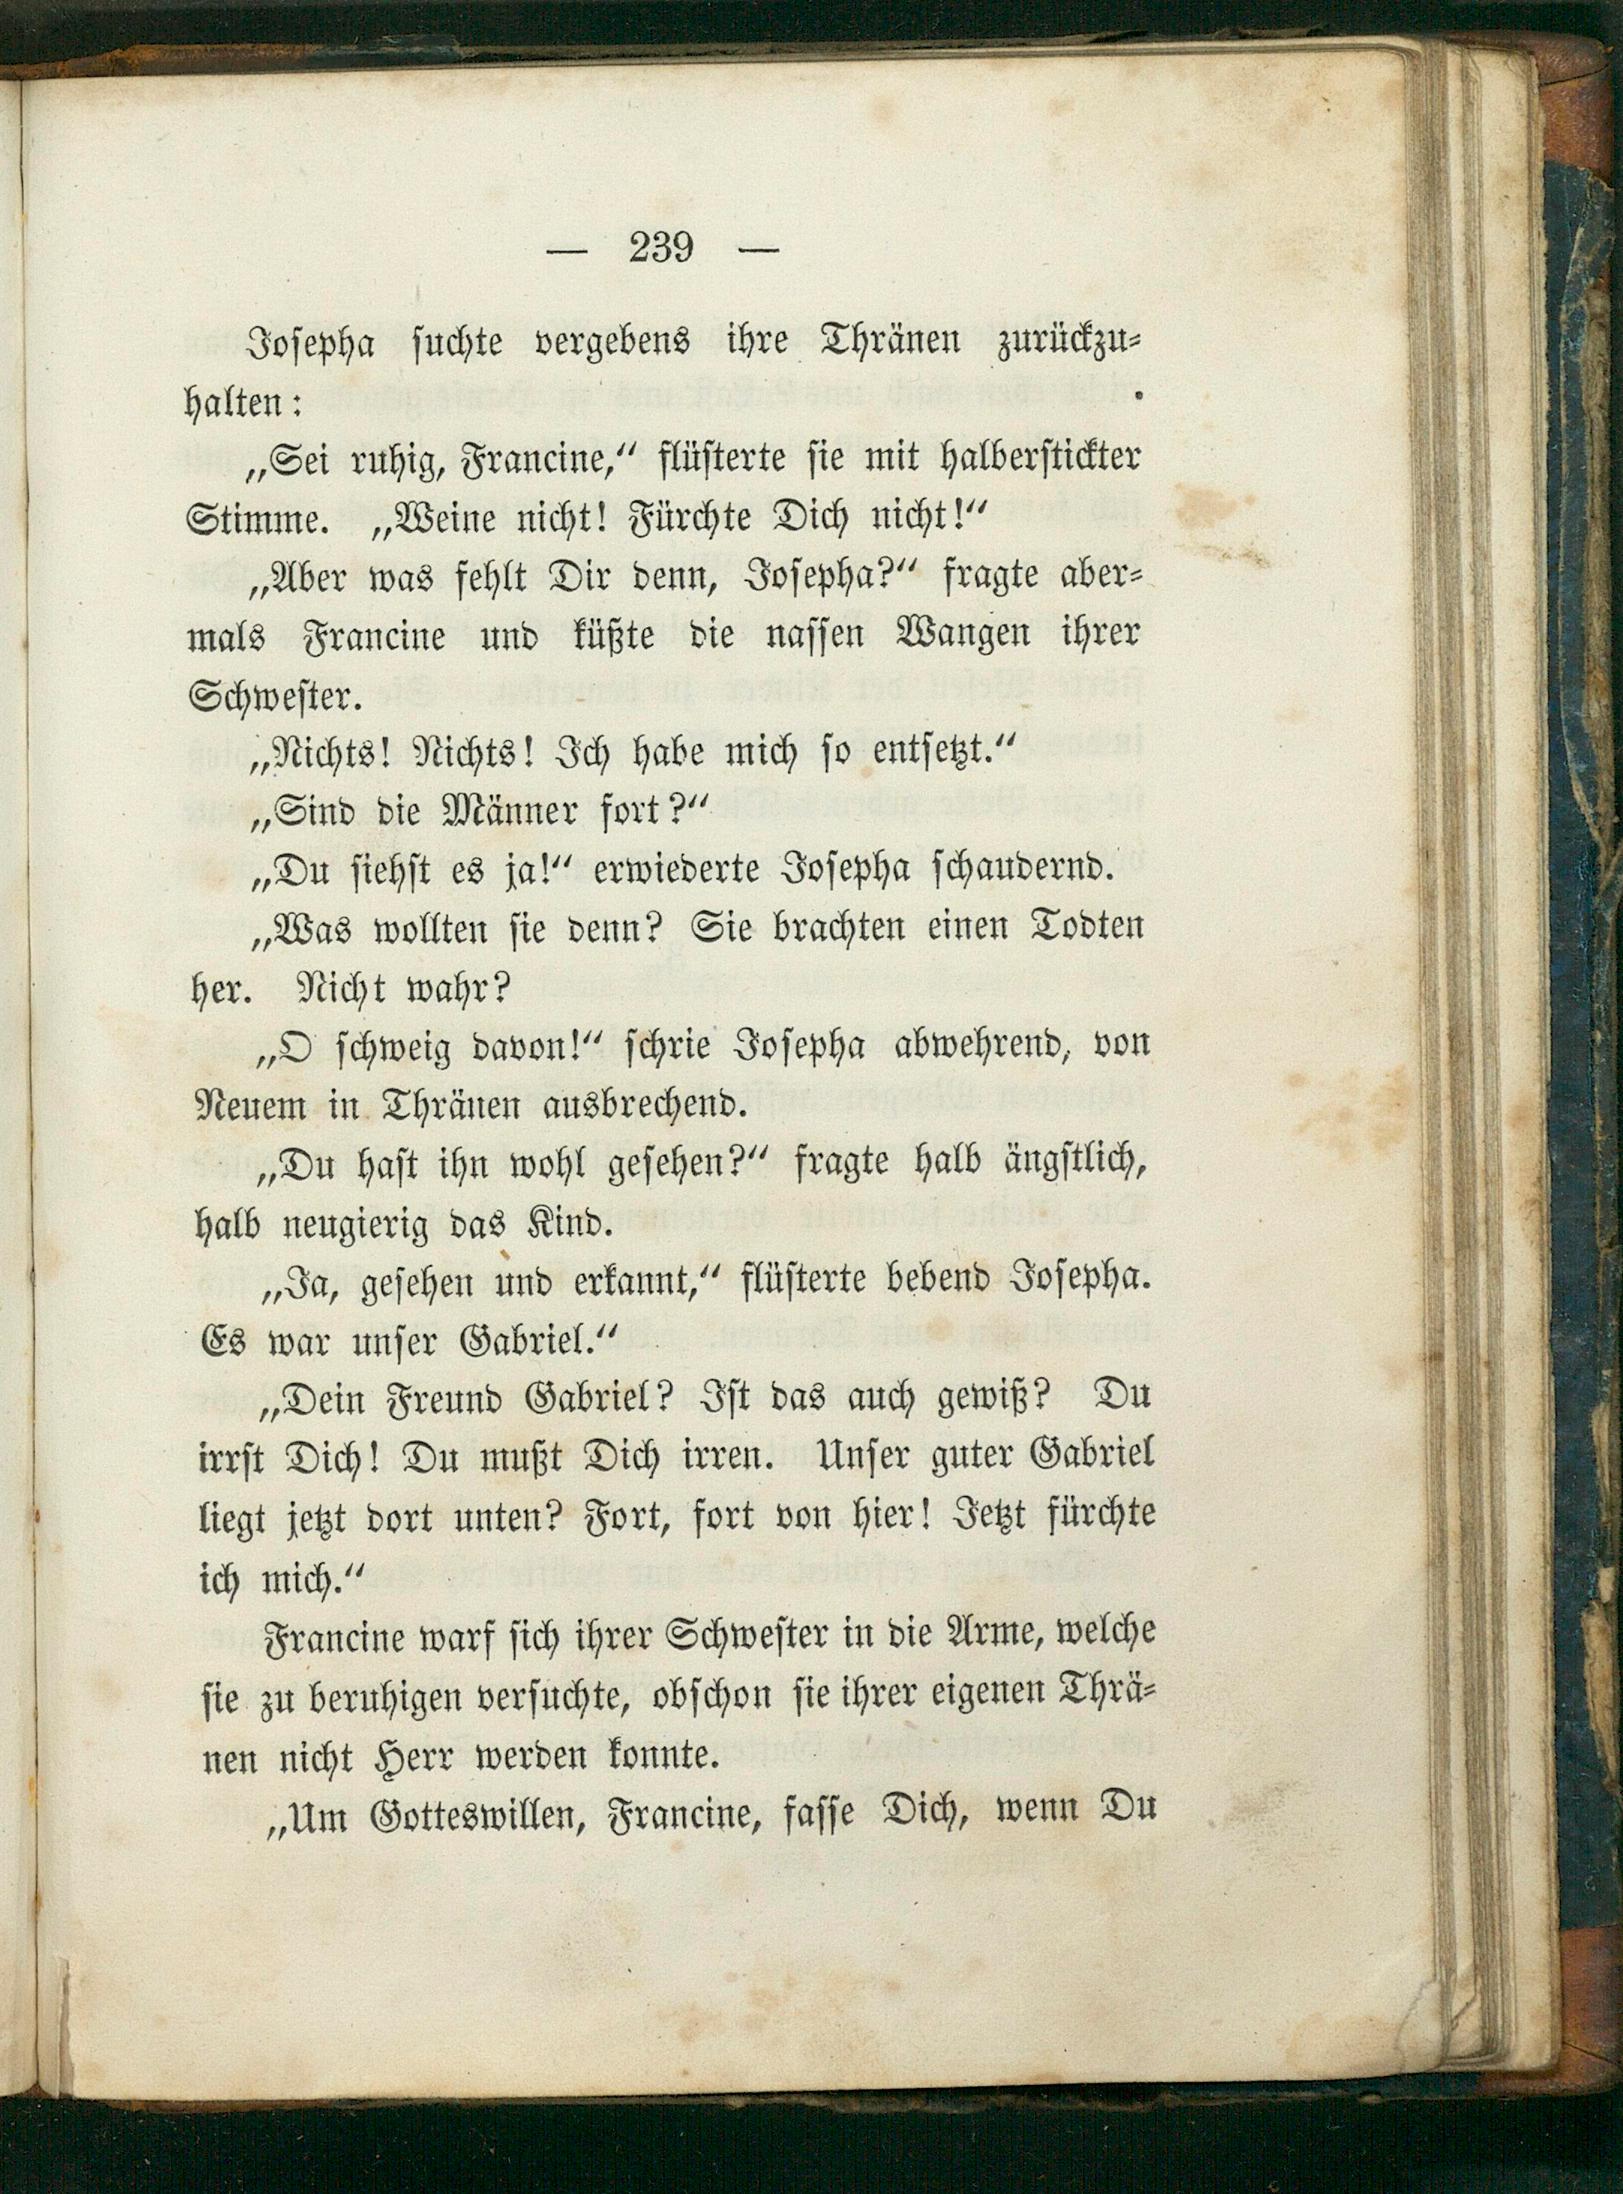 — 239 —
Josepha suchte vergebens ihre Thränen zurückzu-
halten:
„Sei ruhig, Francine,“ flüsterte sie mit halberstickter
Stimme. „Weine nicht! Fürchte Dich nicht!“
„Aber was fehlt Dir denn, Josepha?“ fragte aber-
mals Francine und küßte die nassen Wangen ihrer
Schwester.
„Nichts! Nichts! Ich habe mich so entsetzt.“
„Sind die Männer fort?“
„Du siehst es ja!“ erwiederte Josepha schaudernd.
„Was wollten sie denn? Sie brachten einen Todten
her. Nicht wahr?
„O schweig davon!“ schrie Josepha abwehrend, von
Neuem in Thränen ausbrechend.
„Du hast ihn wohl gesehen?“ fragte halb ängstlich,
halb neugierig das Kind.
„Ja, gesehen und erkannt,“ flüsterte bebend Josepha.
Es war unser Gabriel.“
„Dein Freund Gabriel? Ist das auch gewiß? Du
irrst Dich! Du mußt Dich irren. Unser guter Gabriel
liegt jetzt dort unten? Fort, fort von hier! Jetzt fürchte
ich mich.“
Francine warf sich ihrer Schwester in die Arme, welche
sie zu beruhigen versuchte, obschon sie ihrer eigenen Thrä-
nen nicht Herr werden konnte.
„Um Gotteswillen, Francine, fasse Dich, wenn Du